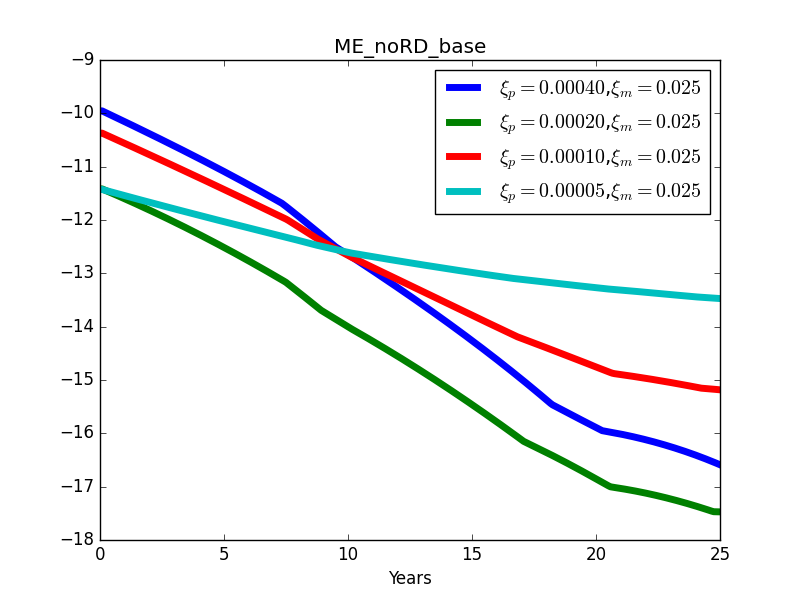 ME_noRD_base
−9
−10
−11
−12
−13
−14
−15
−16
−17
−18
ξp = 0.00040,ξm = 0.025
ξp = 0.00020,ξm = 0.025
ξp = 0.00010,ξm = 0.025
ξp = 0.00005,ξm = 0.025
0 5 10 15 20 25
Years